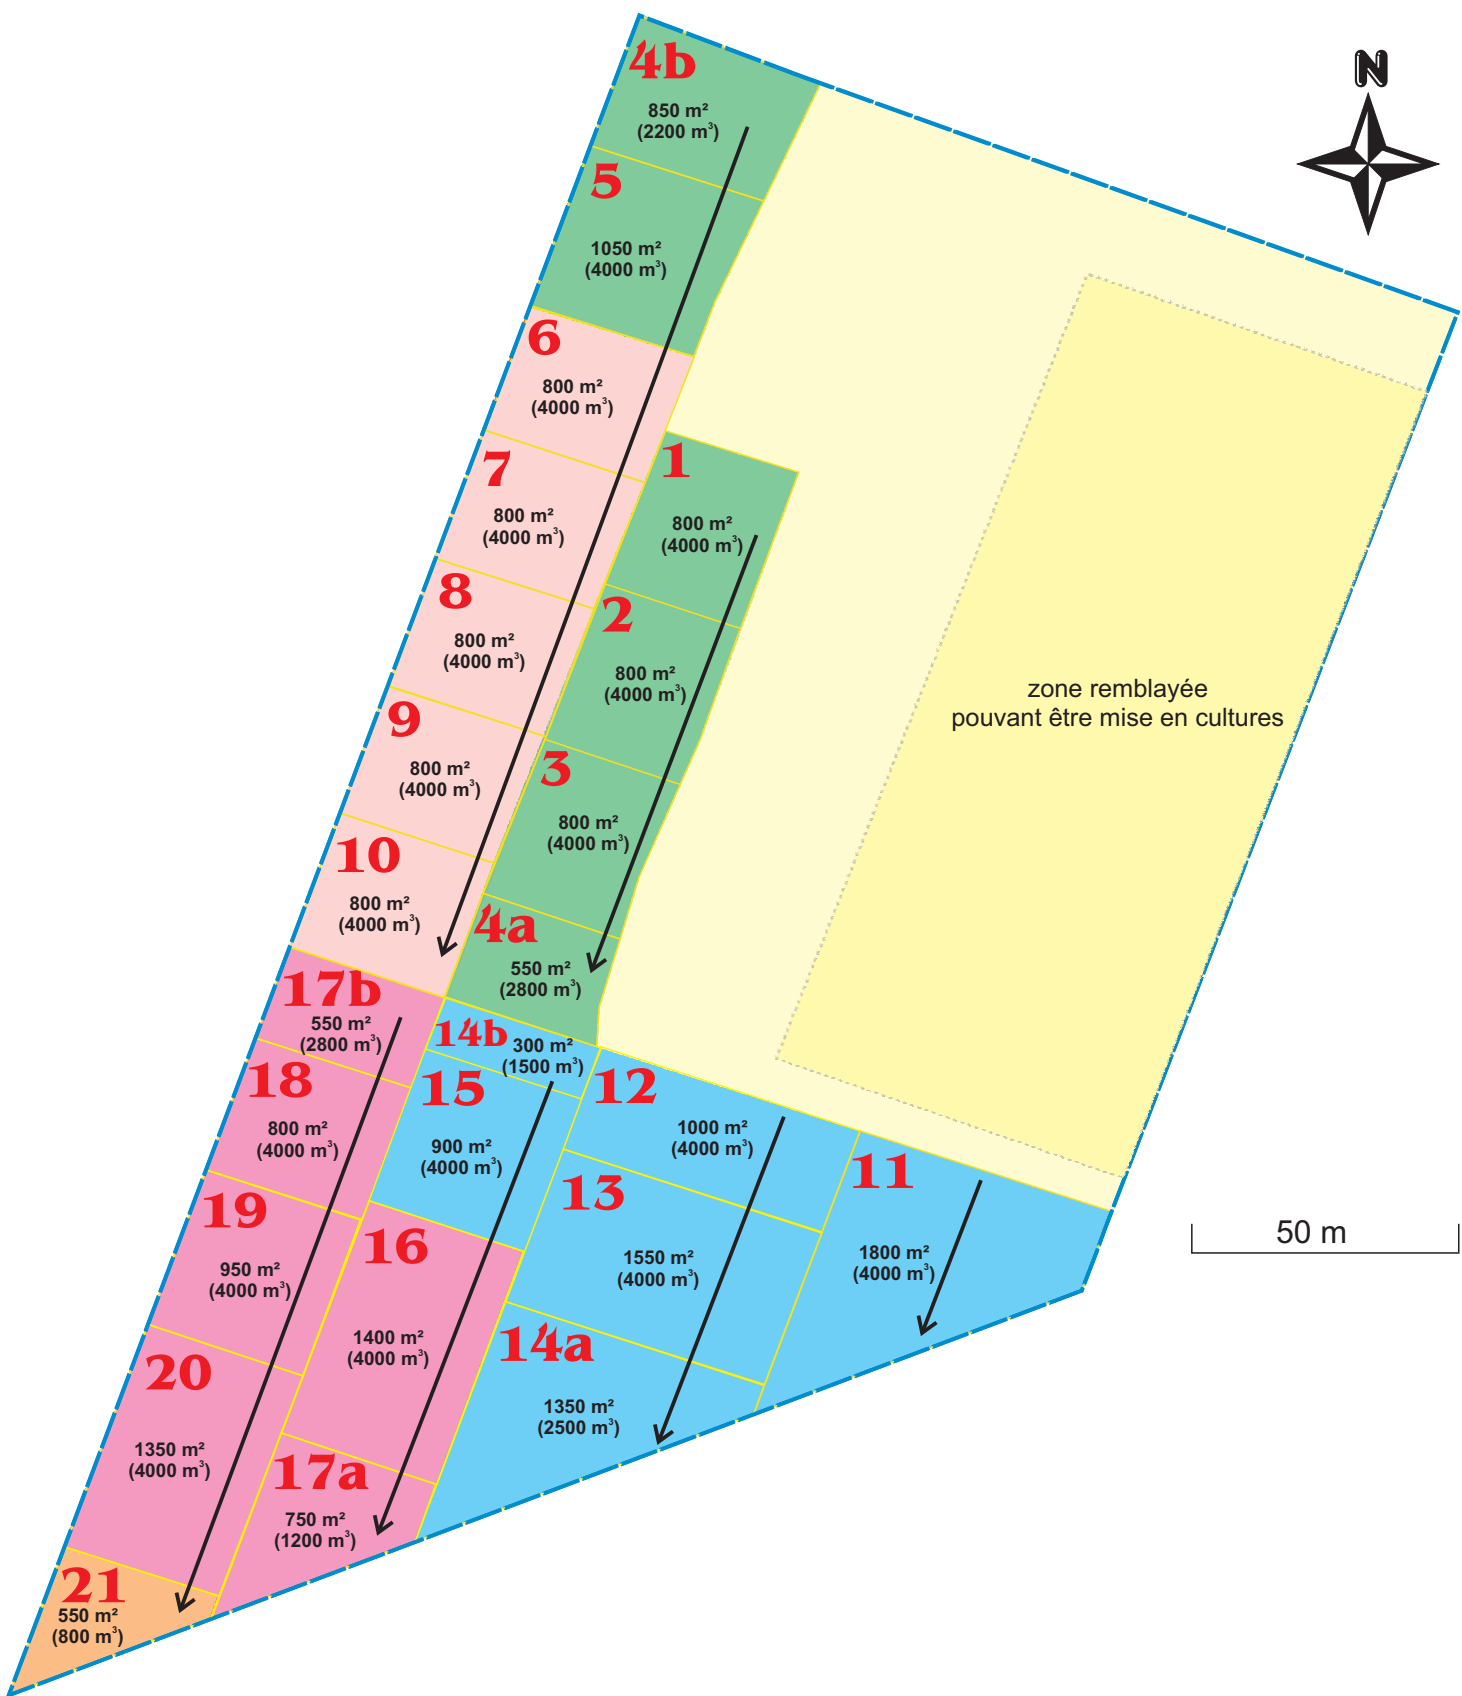 N
4b
850 m²
(2200 m³)
5
1050 m²
(4000 m³)
6
800 m²
(4000 m³)
7
800 m²
(4000 m³)
8
800 m²
(4000 m³)
9
800 m²
(4000 m³)
10
800 m²
(4000 m³)
1
800 m²
(4000 m³)
2
800 m²
(4000 m³)
3
800 m²
(4000 m³)
4a
550 m²
(2800 m³)
zone remblayée
pouvant être mise en cultures
17b
550 m²
(2800 m³)
18
800 m²
(4000 m³)
19
950 m²
(4000 m³)
20
1350 m²
(4000 m³)
21
550 m²
(800 m³)
14b
300 m²
(1500 m³)
15
900 m²
(4000 m³)
16
1400 m²
(4000 m³)
17a
750 m²
(1200 m³)
12
1000 m²
(4000 m³)
13
1550 m²
(4000 m³)
14a
1350 m²
(2500 m³)
11
1800 m²
(4000 m³)
50 m